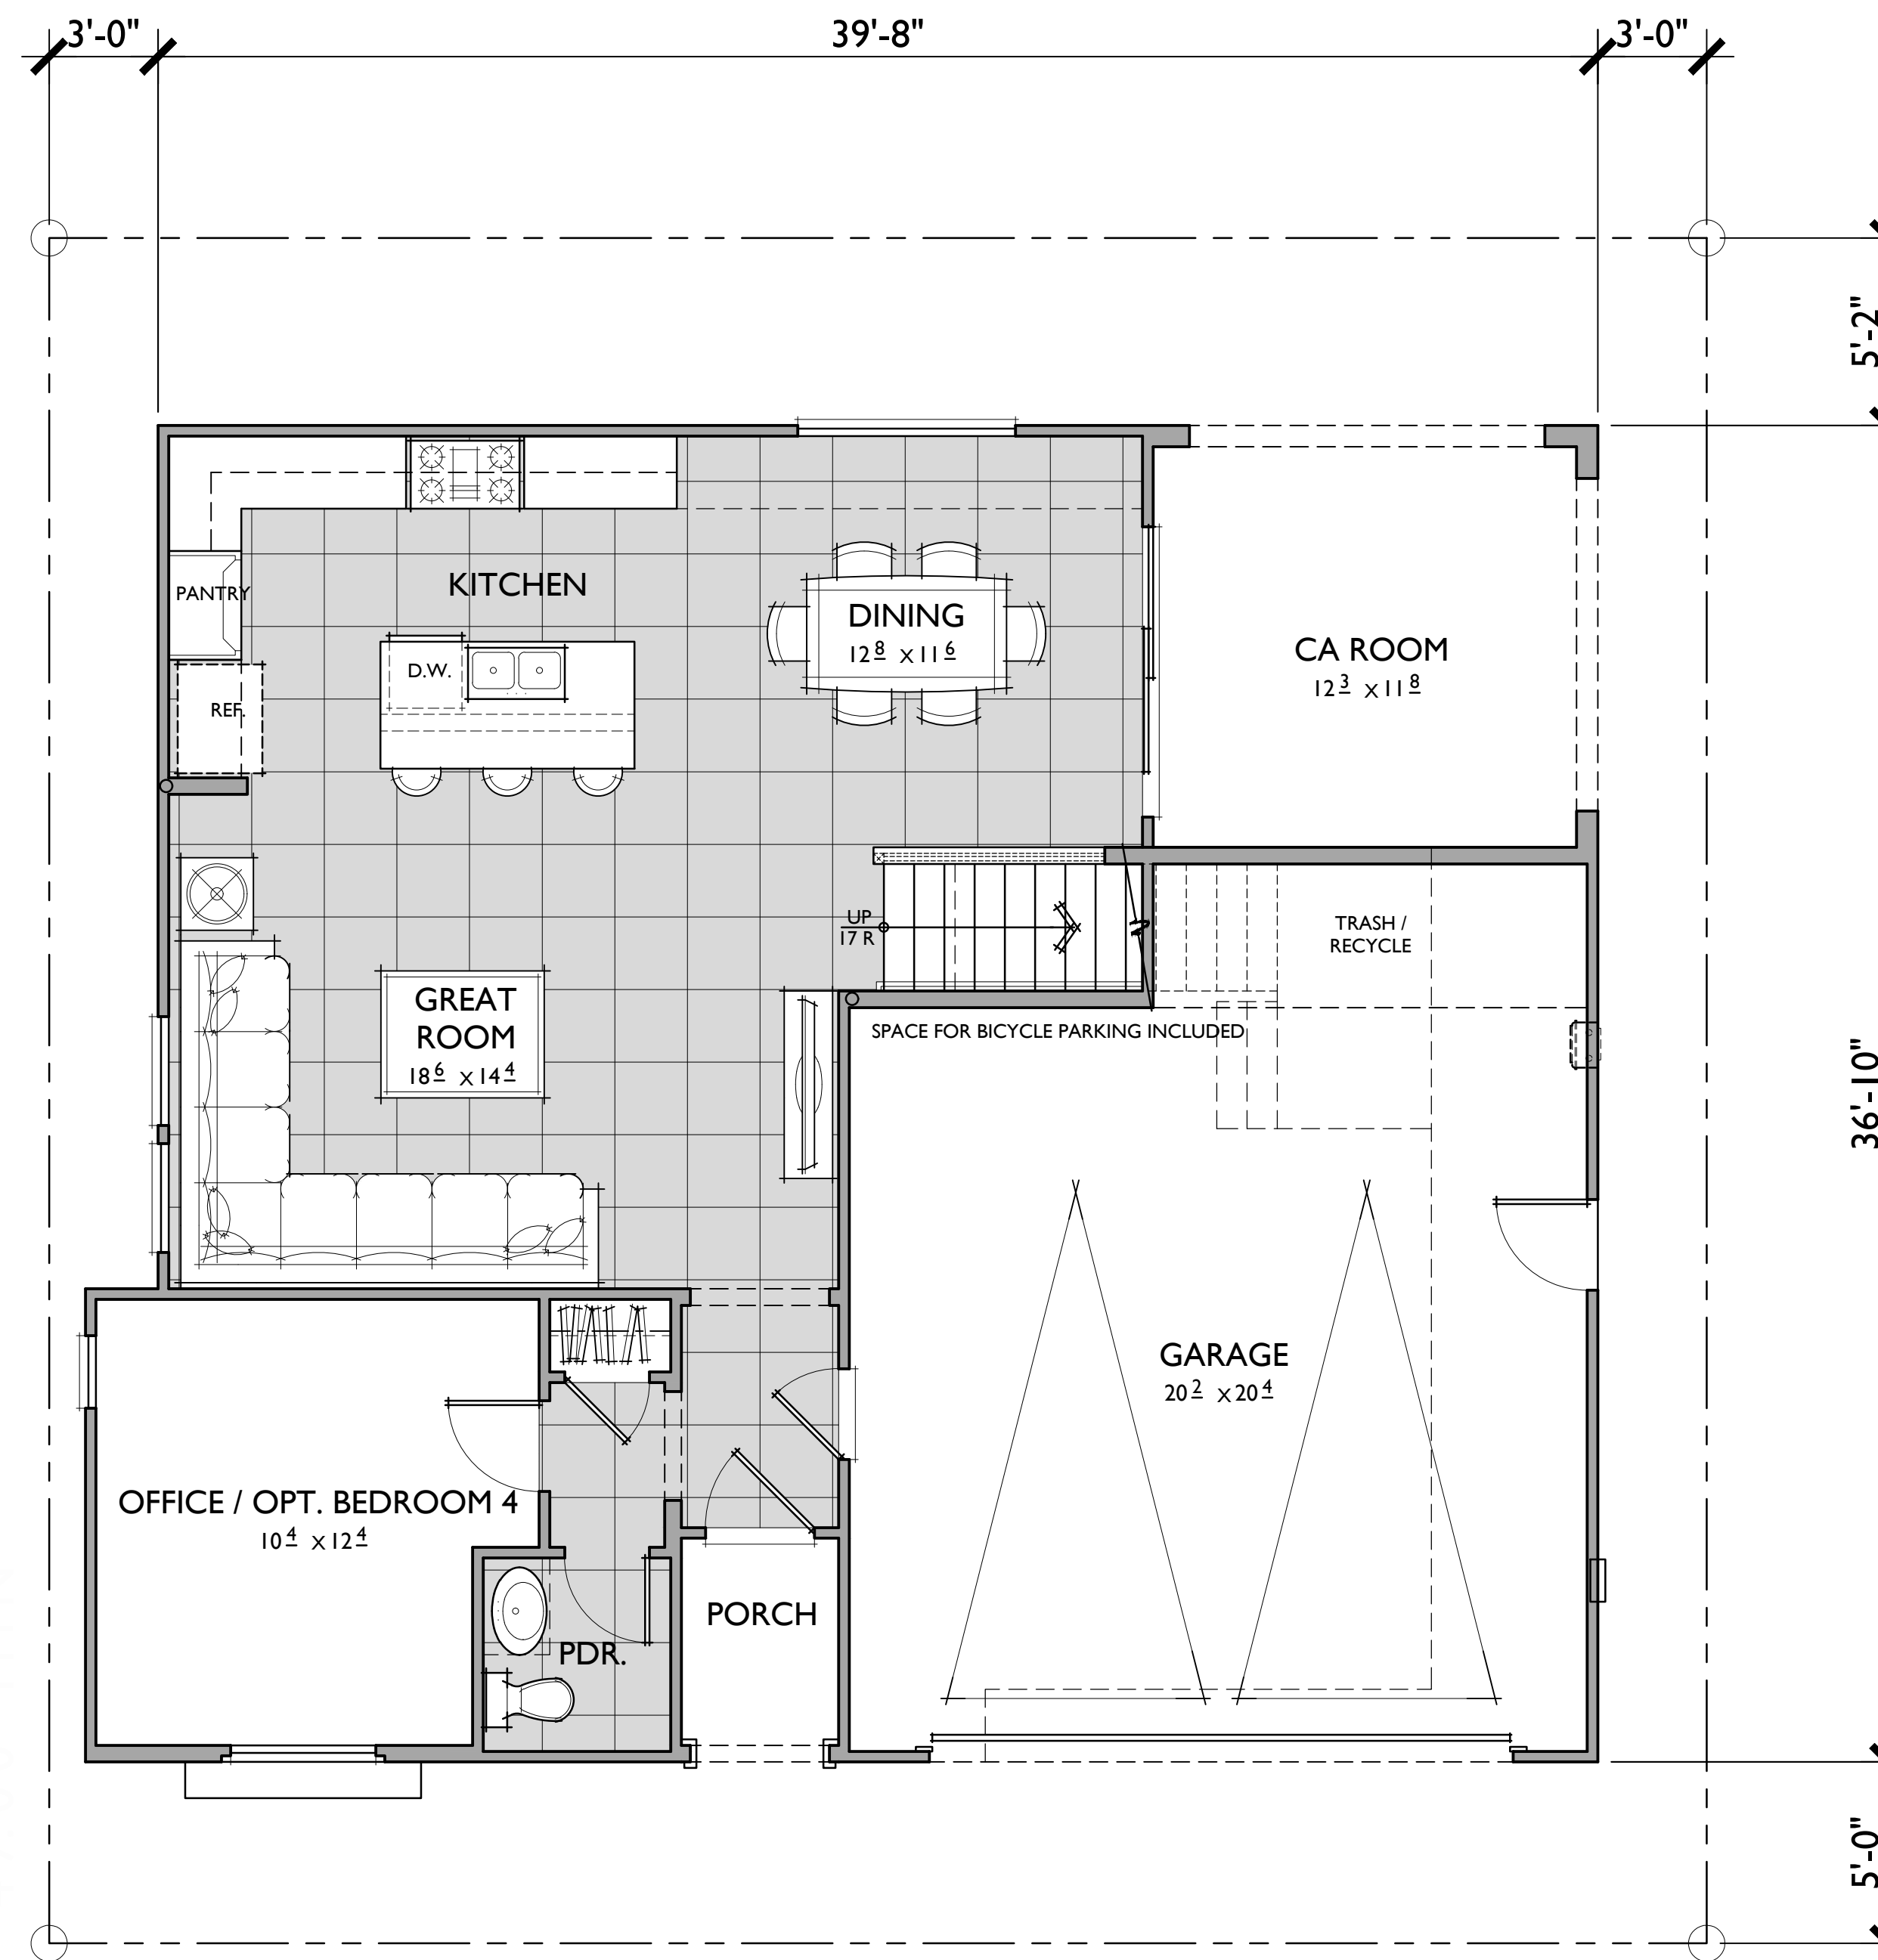 3'-0" 39'-8" 3'-0"
5'-2"
KITCHEN
PANTRY
DINING
12 8 X 11 6
D.W.
CA ROOM
12 3 X 11 8
REF.
UP
17 R
TRASH /
RECYCLE
GREAT
ROOM
18 6 X 14 4
SPACE FOR BICYCLE PARKING INCLUDED
36'-10"
GARAGE
20 2 X 20 4
OFFICE / OPT. BEDROOM 4
10 4 X 12 4
PORCH
PDR.
5'-0"